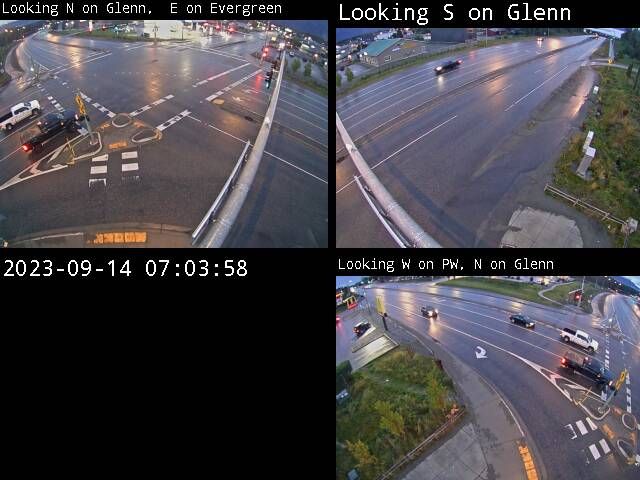 Looking N on Glenn, E on Evergreen
Looking S on Glenn
2023-09-14 07:03:58
Looking W on PW, N on Glenn